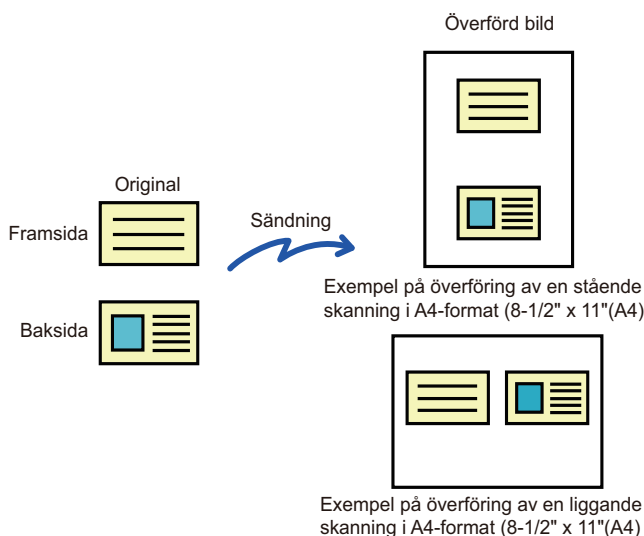 Överförd bild
Original
Framsida
Sändning
Baksida
Exempel på överföring av en stående
skanning i A4-format (8-1/2" x 11"(A4)
Exempel på överföring av en liggande
skanning i A4-format (8-1/2" x 11"(A4)